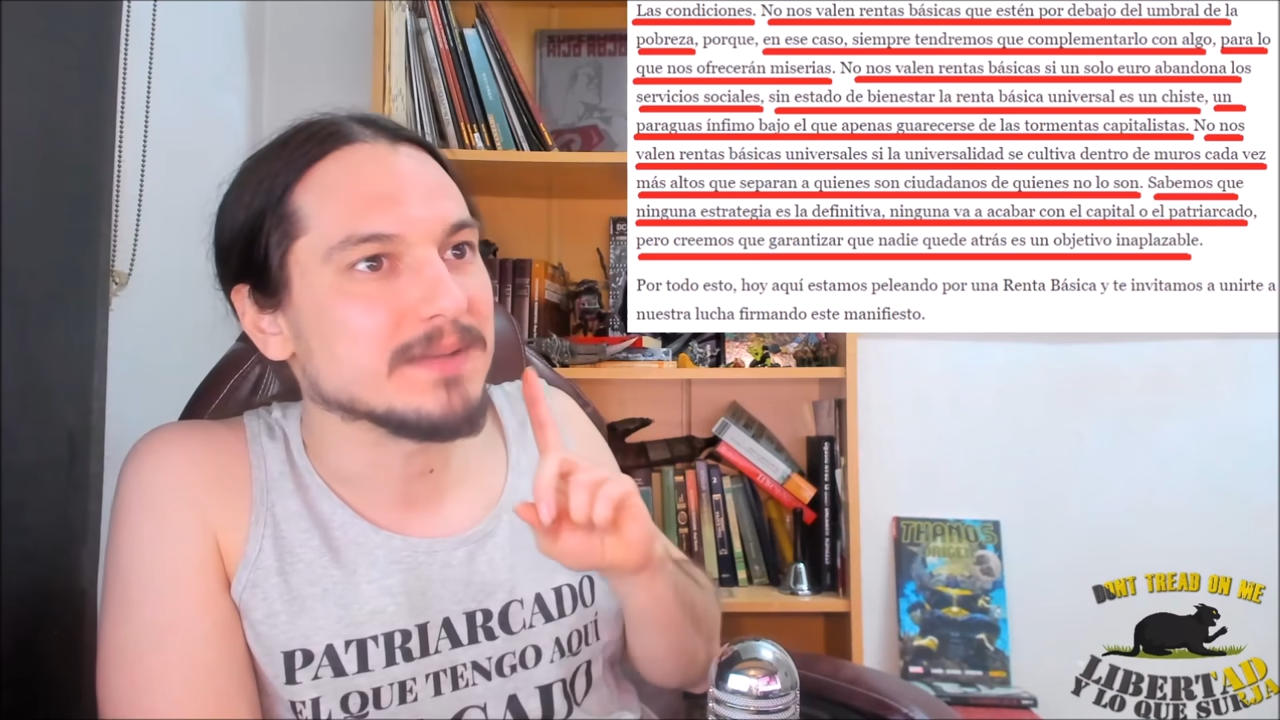 Las condiciones. No nos valen rentas básicas que estén por debajo del umbral de la
pobreza, porque, en ese caso, siempre tendremos que complementarlo con algo, para lo
que nos ofrecerán miserias. No nos valen rentas básicas si un solo euro abandona los
servicios sociales, sin estado de bienestar la renta básica universal es un chiste, un
paraguas ínfimo bajo el que apenas guarecerse de las tormentas capitalistas. No nos
valen rentas básicas universales si la universalidad se cultiva dentro de muros cada vez
más altos que separan a quienes son ciudadanos de quienes no lo son. Sabemos que
ninguna estrategia es la definitiva, ninguna va a acabar con el capital o el patriarcado,
pero creemos que garantizar que nadie quede atrás es un objetivo inaplazable.
Por todo esto, hoy aquí estamos peleando por una Renta Básica y te invitamos a unirte a
nuestra lucha firmando este manifiesto.
PATRIARCADO
EL QUE TENGO AQUÍ
CADO
THANOS
ORIGEN
DONT TREAD ON ME
LIBERTAD
Y LO QUE SURJA